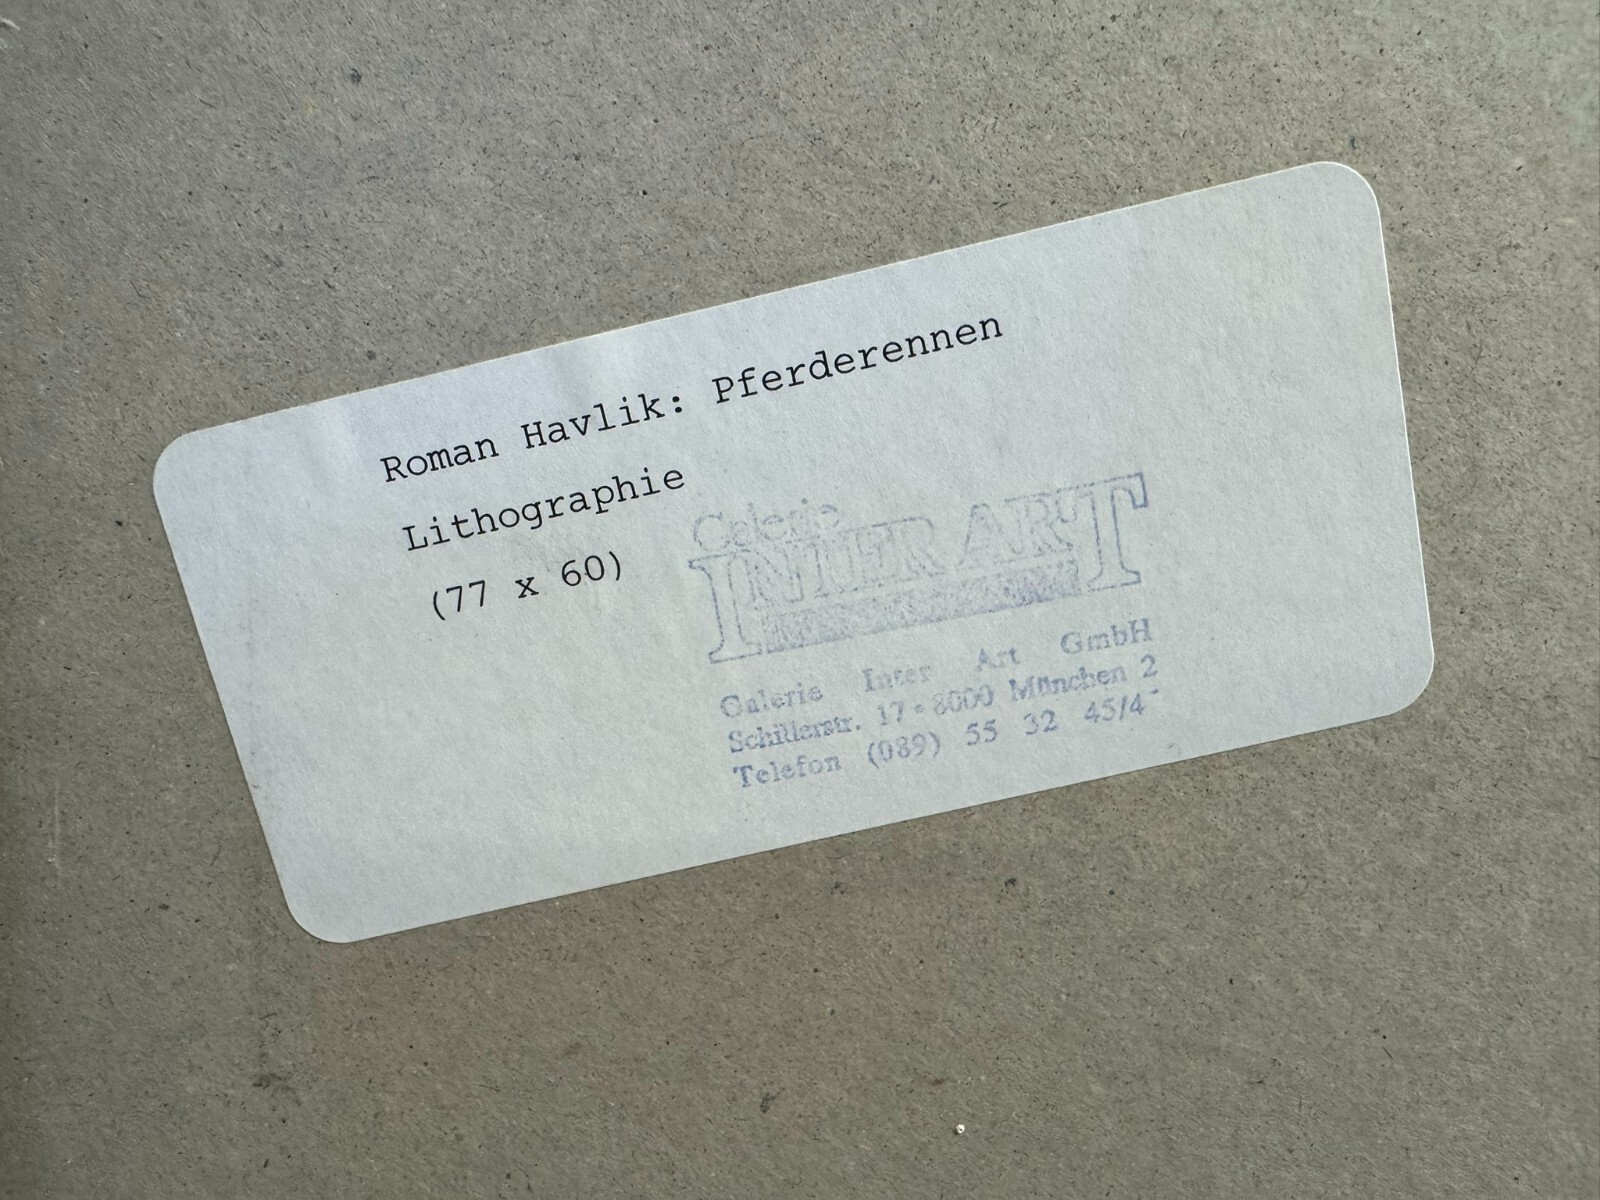 Roman Havlik: Pferderennen
Lithographie
(77 x 60)
Galerie
INTER ART
Galerie Inter Art GmbH
Schillerstr. 17 • 8000 München 2
Telefon (089) 55 32 45/4